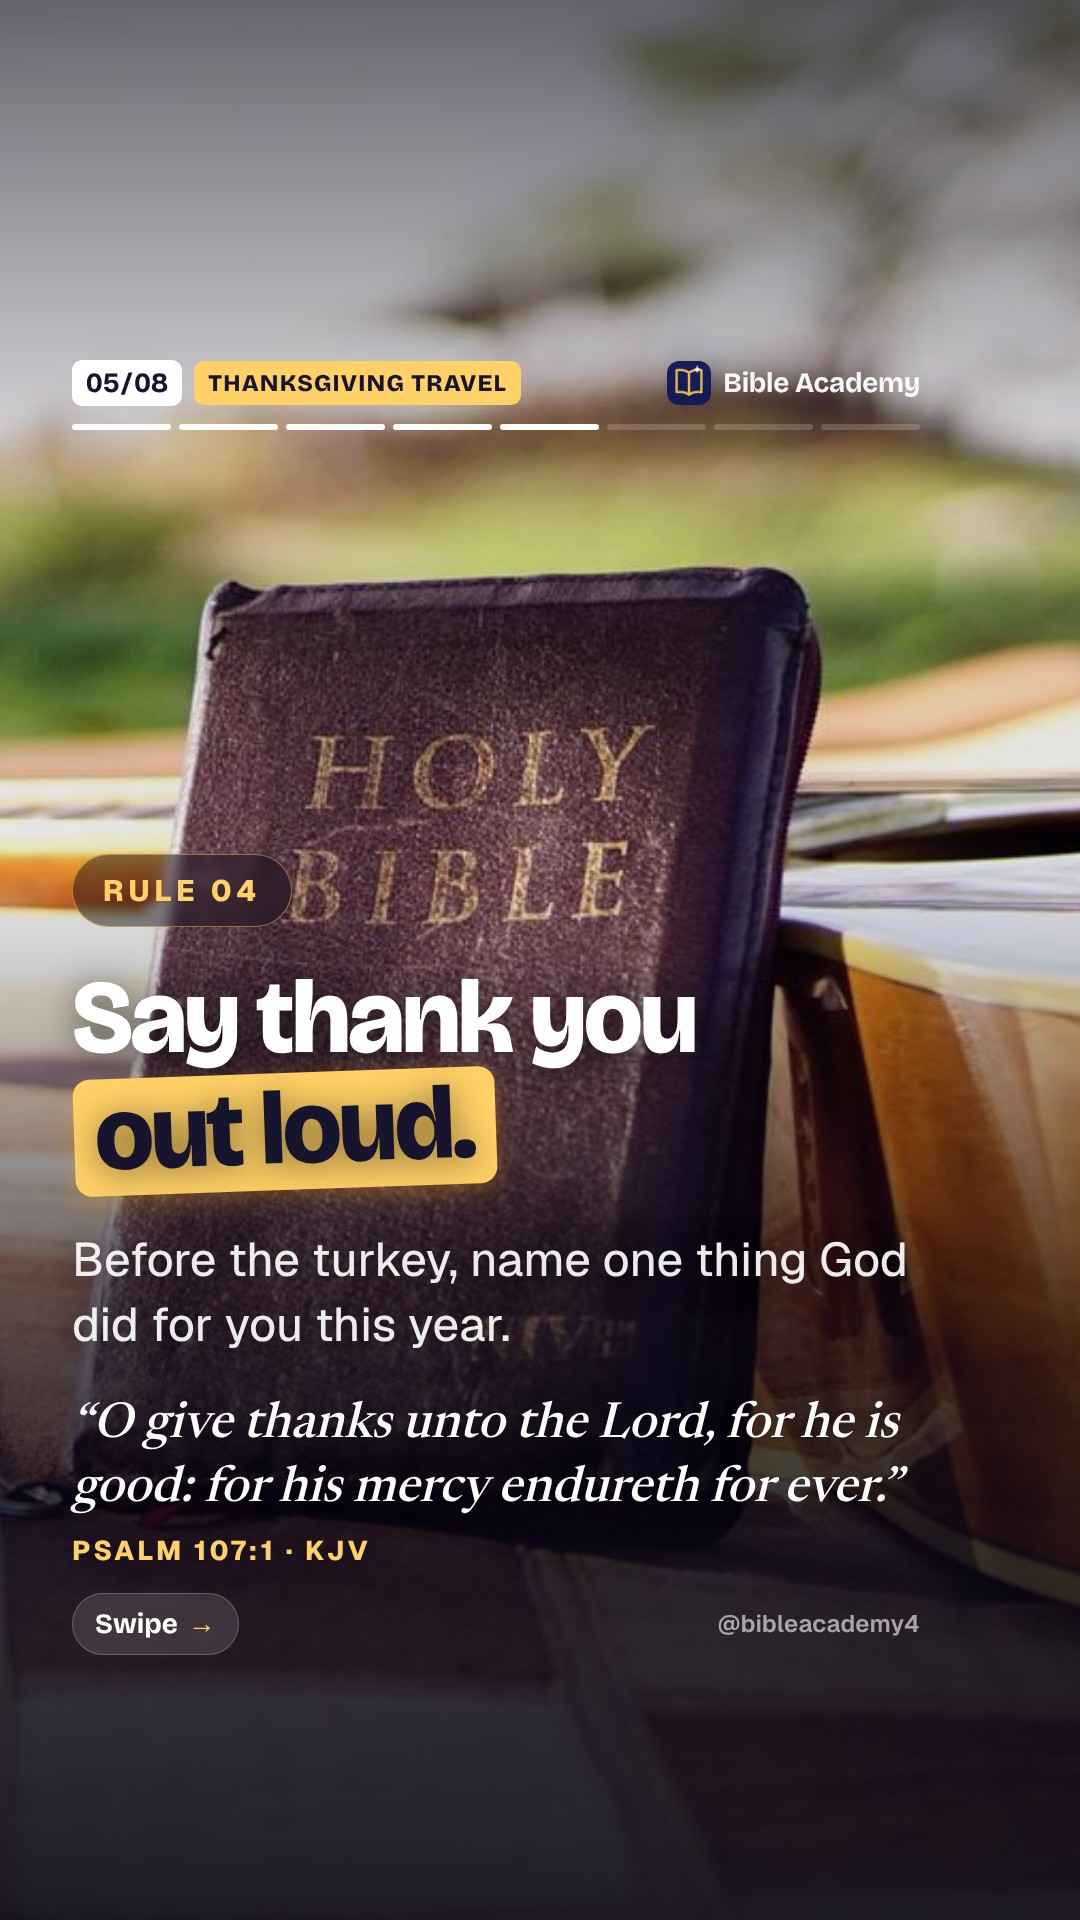 05/08
THANKSGIVING TRAVEL
Bible Academy
HOLY
BIBLE
RULE 04
Say thank you
out loud.
Before the turkey, name one thing God
did for you this year.
“O give thanks unto the Lord, for he is
good: for his mercy endureth for ever.”
PSALM 107:1 · KJV
Swipe →
@bibleacademy4